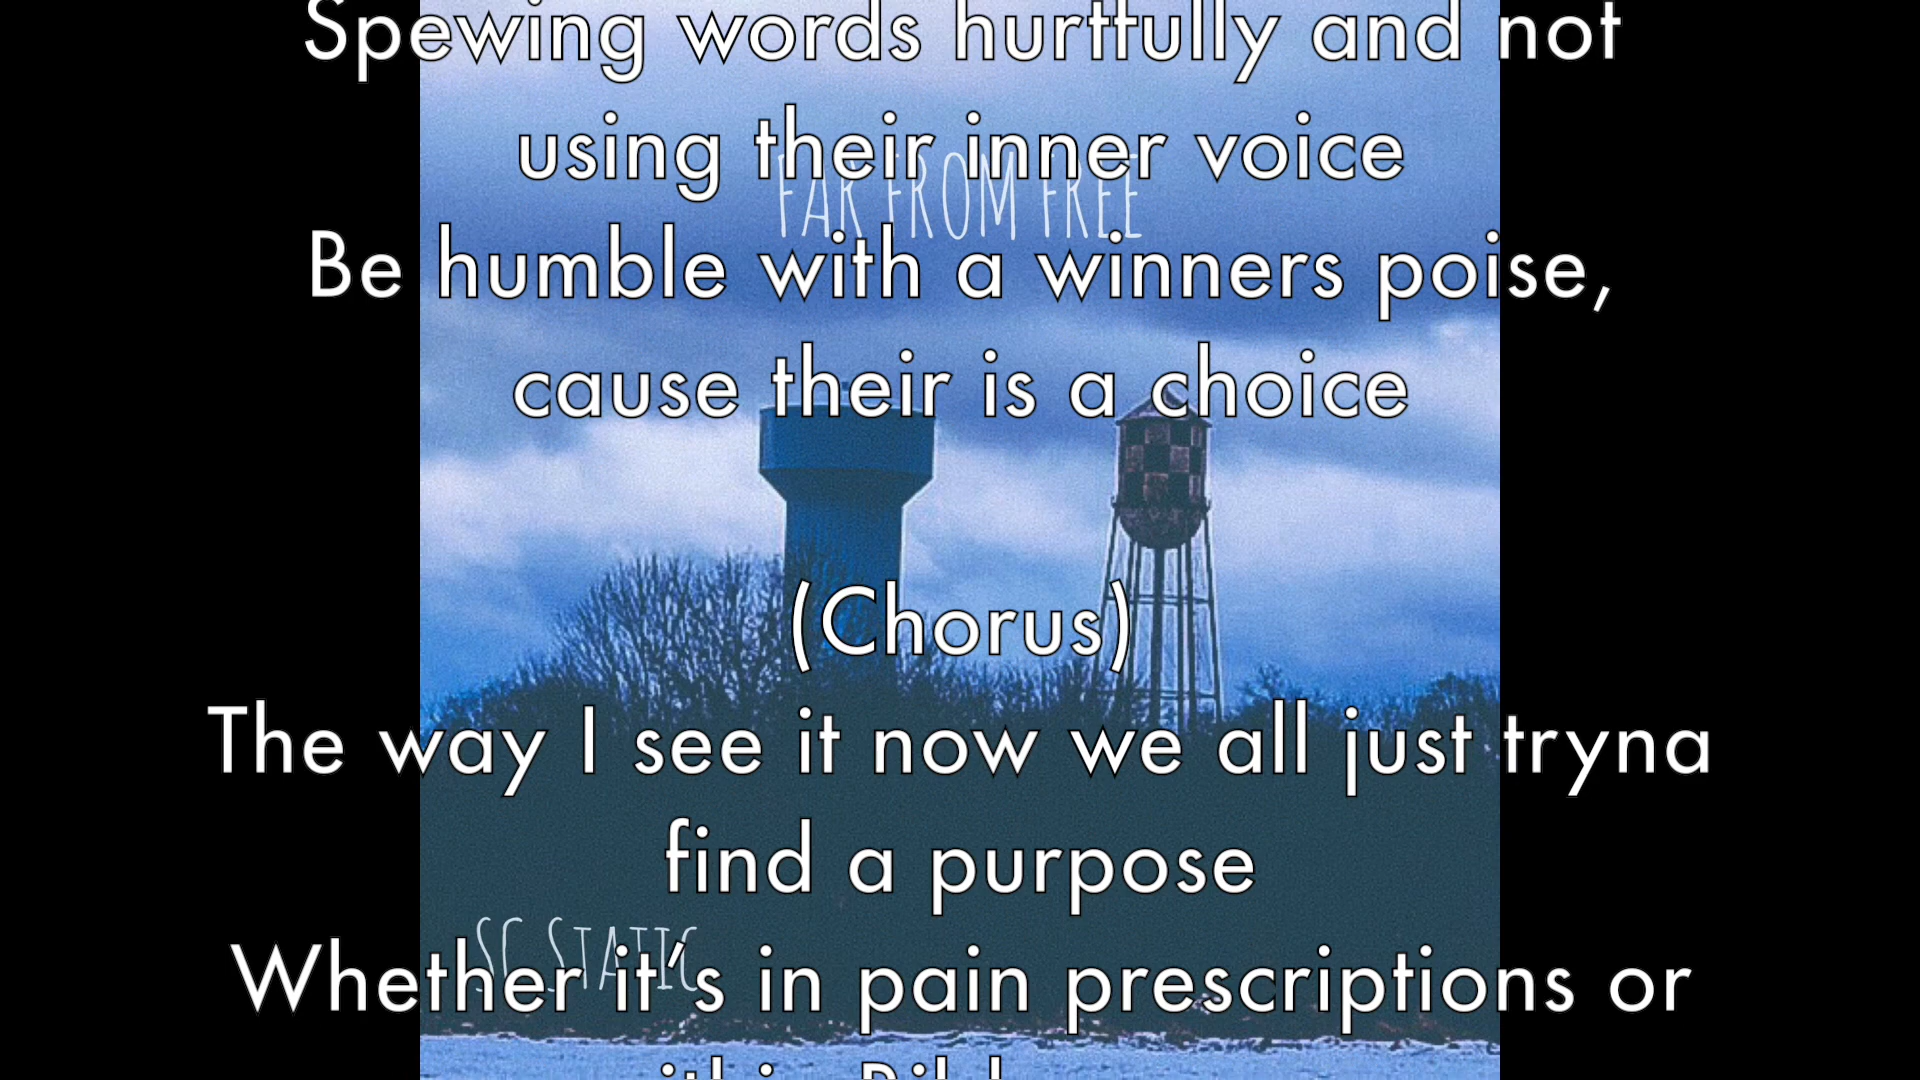 Spewing words hurtfully and not
using their inner voice
FAR FROM FREE
Be humble with a winners poise,
cause their is a choice
(Chorus)
The way I see it now we all just tryna
find a purpose
SC STATIC
Whether it's in pain prescriptions or